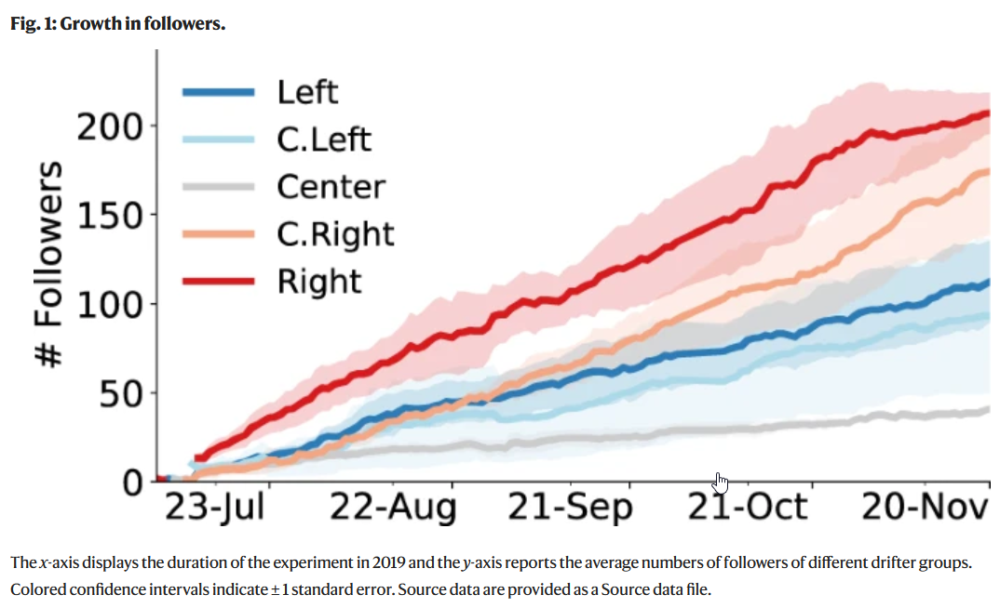 Fig. 1: Growth in followers.
Left
C.Left
Center
C.Right
Right
# Followers
200
150
100
50
0
23-Jul
22-Aug
21-Sep
21-Oct
20-Nov
The x-axis displays the duration of the experiment in 2019 and the y-axis reports the average numbers of followers of different drifter groups.
Colored confidence intervals indicate ± 1 standard error. Source data are provided as a Source data file.